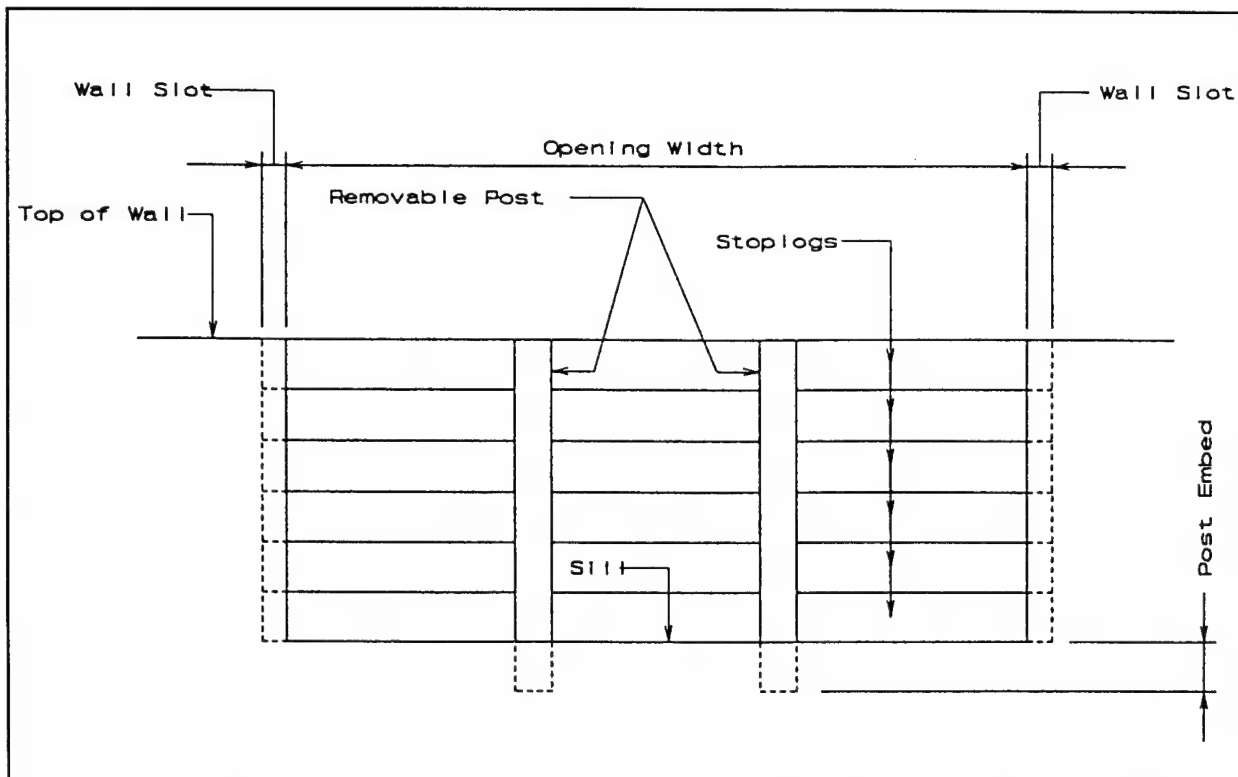 Wall Slot
Wall Slot
Opening Width
Removable Post
Top of Wall
Stoplogs
Sill
Post Embed